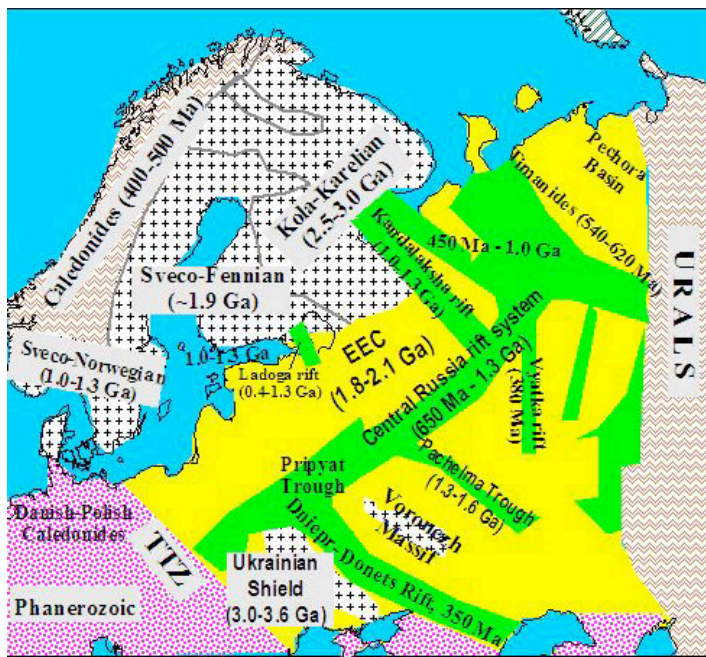 Caledonides (400-500 Ma)
Kola-Karelian
(2.5-3.0 Ga)
Sveco-Fennian
(~1.9 Ga)
Sveco-Norwegian
(1.0-1.3 Ga)
1.0-1.3 Ga
Ladoga rift
(0.4-1.3 Ga)
Kandalaksha rift
(1.0-1.3 Ga)
450 Ma - 1.0 Ga
Timanides (540-620 Ma)
Pechora
Basin
URALS
EEC
(1.8-2.1 Ga)
Central Russia rift system
(650 Ma - 1.3 Ga)
Vyatka rift
(380 Ma)
Pachelma Trough
(1.3-1.6 Ga)
Pripyat
Trough
Voronezh
Massif
Dniepr-Donets Rift, 350 Ma
Danish-Polish
Caledonides
TTZ
Ukrainian
Shield
(3.0-3.6 Ga)
Phanerozoic